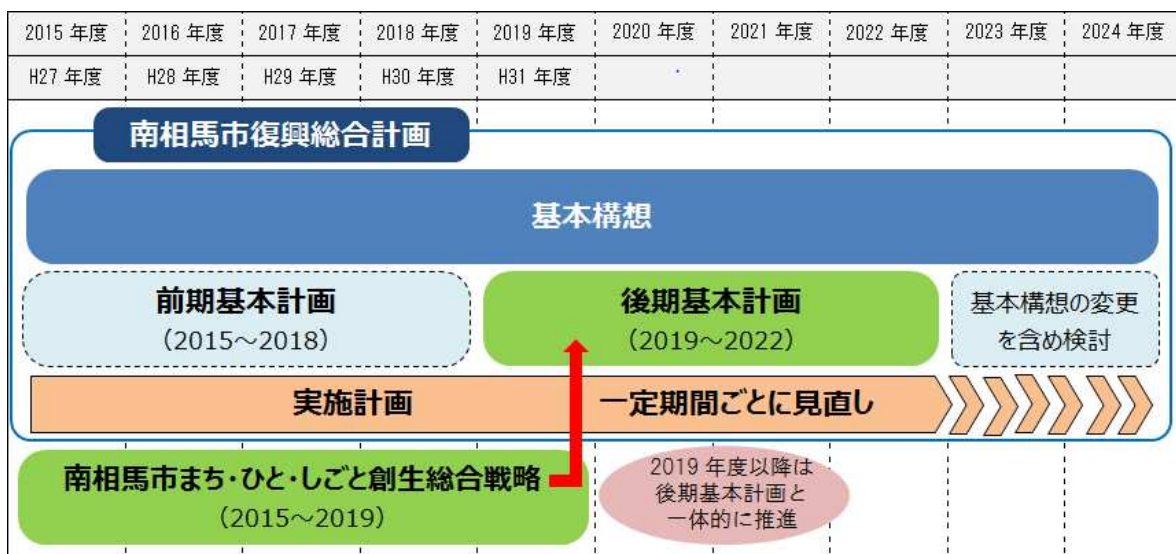 2015 年度 2016 年度 2017 年度 2018 年度 2019 年度 2020 年度 2021 年度 2022 年度 2023 年度 2024 年度
H27 年度 H28 年度 H29 年度 H30 年度 H31 年度
南相馬市復興総合計画
基本構想
前期基本計画
（2015～2018）
後期基本計画
（2019～2022）
基本構想の変更
を含め検討
実施計画 一定期間ごとに見直し
南相馬市まち・ひと・しごと創生総合戦略
（2015～2019）
2019 年度以降は
後期基本計画と
一体的に推進